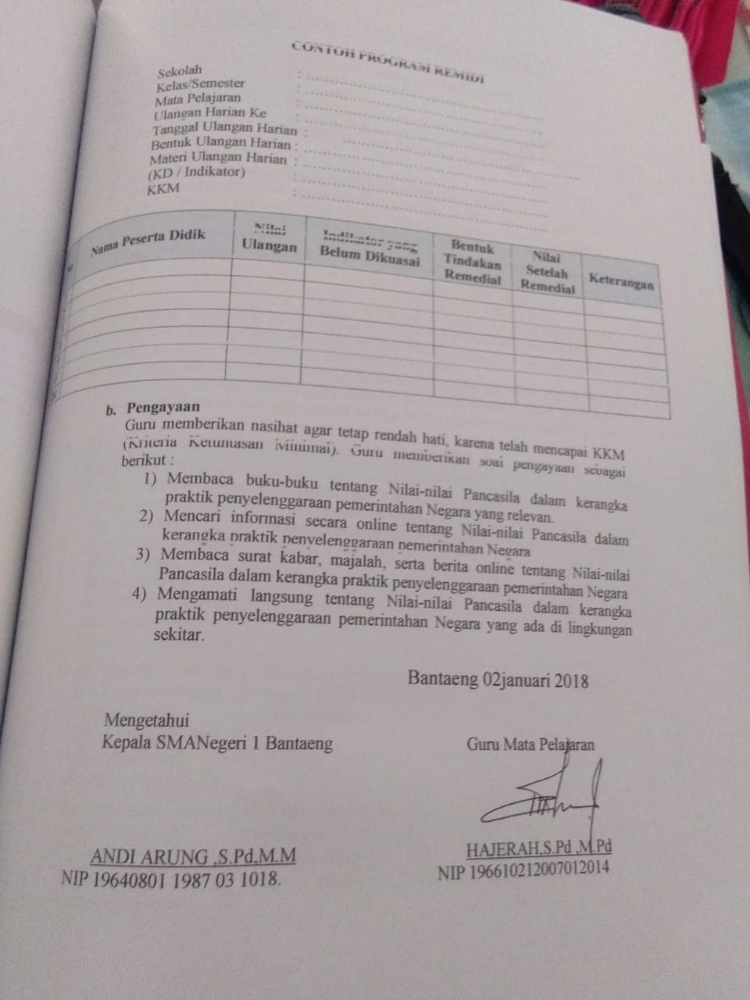 CONTOH PROGRAM REMIDI
Sekolah : ......................................................
Kelas/Semester : ......................................................
Mata Pelajaran : ......................................................
Ulangan Harian Ke : ......................................................
Tanggal Ulangan Harian : ......................................................
Bentuk Ulangan Harian : ......................................................
Materi Ulangan Harian : ......................................................
(KD / Indikator) : ......................................................
KKM : ......................................................
Nama Peserta Didik
Nilai
Ulangan
Indikator yang
Belum Dikuasai
Bentuk
Tindakan
Remedial
Nilai
Setelah
Remedial
Keterangan
b. Pengayaan
Guru memberikan nasihat agar tetap rendah hati, karena telah mencapai KKM
(Kriteria Ketuntasan Minimal). Guru memberikan soal pengayaan sebagai
berikut :
1) Membaca buku-buku tentang Nilai-nilai Pancasila dalam kerangka
praktik penyelenggaraan pemerintahan Negara yang relevan.
2) Mencari informasi secara online tentang Nilai-nilai Pancasila dalam
kerangka praktik penyelenggaraan pemerintahan Negara
3) Membaca surat kabar, majalah, serta berita online tentang Nilai-nilai
Pancasila dalam kerangka praktik penyelenggaraan pemerintahan Negara
4) Mengamati langsung tentang Nilai-nilai Pancasila dalam kerangka
praktik penyelenggaraan pemerintahan Negara yang ada di lingkungan
sekitar.
Bantaeng 02januari 2018
Mengetahui
Kepala SMANegeri 1 Bantaeng
Guru Mata Pelajaran
ANDI ARUNG ,S.Pd,M.M
NIP 19640801 1987 03 1018.
HAJERAH,S.Pd ,M.Pd
NIP 196610212007012014